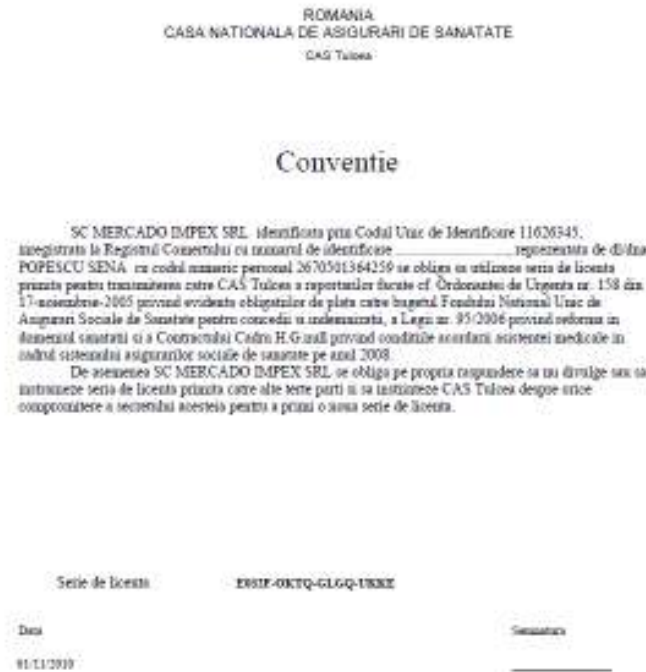 ROMANIA
CASA NATIONALA DE ASIGURARI DE SANATATE
CAS Tulcea
Conventie
SC MERCADO IMPEX SRL identificata prin Codul Unic de Identificare 11626345,
inregistrata la Registrul Comertului cu numarul de identificare ____________ reprezentata de dl/dna
POPESCU SENA cu codul numeric personal 2670501364259 se obliga sa utilizeze seria de licenta
primita pentru transmiterea catre CAS Tulcea a raportarilor facute cf. Ordonantei de Urgenta nr. 158 din
17-noiembrie-2005 privind evidenta obligatiilor de plata catre bugetul Fondului National Unic de
Asigurari Sociale de Sanatate pentru concedii si indemnizatii, a Legii nr. 95/2006 privind reforma in
domeniul sanatatii si a Contractului Cadru H.G.null privind conditiile acordarii asistentei medicale in
cadrul sistemului asigurarilor sociale de sanatate pe anul 2008.
De asemenea SC MERCADO IMPEX SRL se obliga pe propria raspundere sa nu divulge sau sa
instraineze seria de licenta primita catre alte terte parti si sa instiinteze CAS Tulcea despre orice
compromitere a secretului acesteia pentru a primi o noua serie de licenta.
Serie de licenta
Data Semnatura
01/11/2010